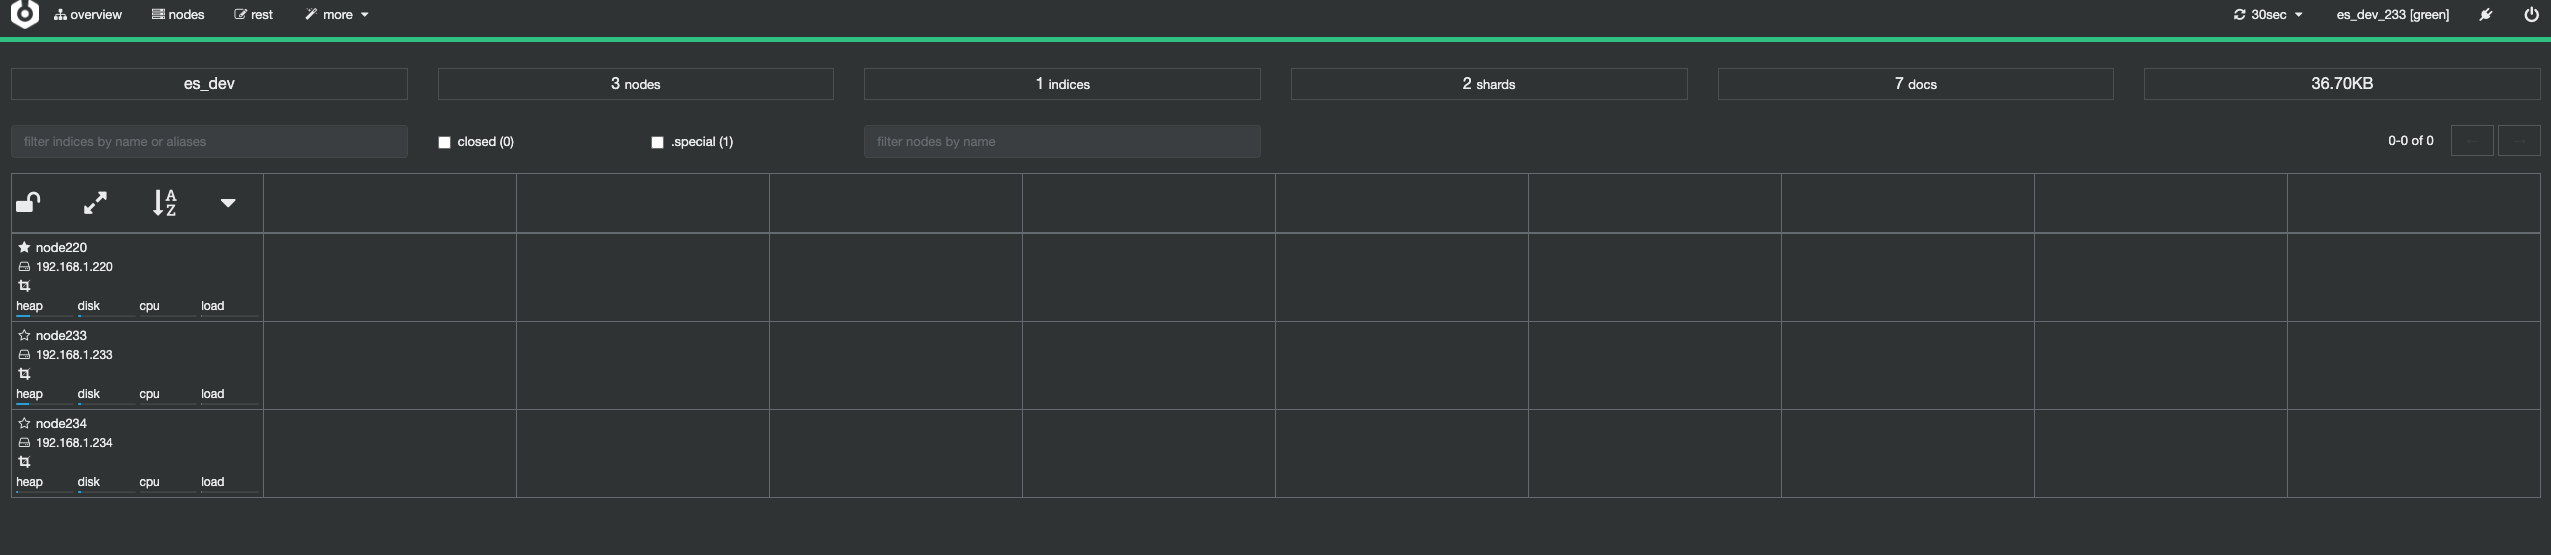 overview nodes rest more 30sec es_dev_233 [green]
es_dev 3 nodes 1 indices 2 shards 7 docs 36.70KB
filter indices by name or aliases closed (0) .special (1) filter nodes by name 0-0 of 0
A
Z
node220
192.168.1.220
heap disk cpu load
node233
192.168.1.233
heap disk cpu load
node234
192.168.1.234
heap disk cpu load